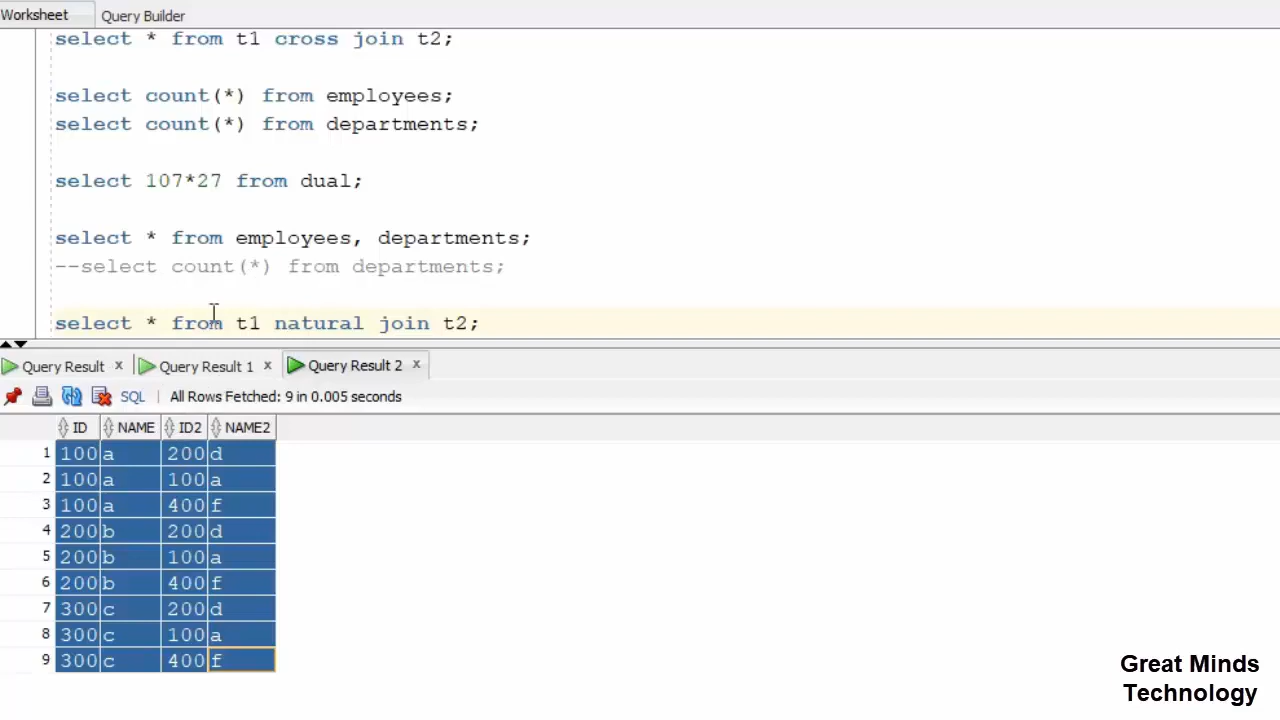 Worksheet Query Builder
select * from t1 cross join t2;
select count(*) from employees;
select count(*) from departments;
select 107*27 from dual;
select * from employees, departments;
--select count(*) from departments;
select * from t1 natural join t2;
Query Result × Query Result 1 × Query Result 2 ×
SQL | All Rows Fetched: 9 in 0.005 seconds
ID NAME ID2 NAME2
1 100 a 200 d
2 100 a 100 a
3 100 a 400 f
4 200 b 200 d
5 200 b 100 a
6 200 b 400 f
7 300 c 200 d
8 300 c 100 a
9 300 c 400 f
Great Minds
Technology